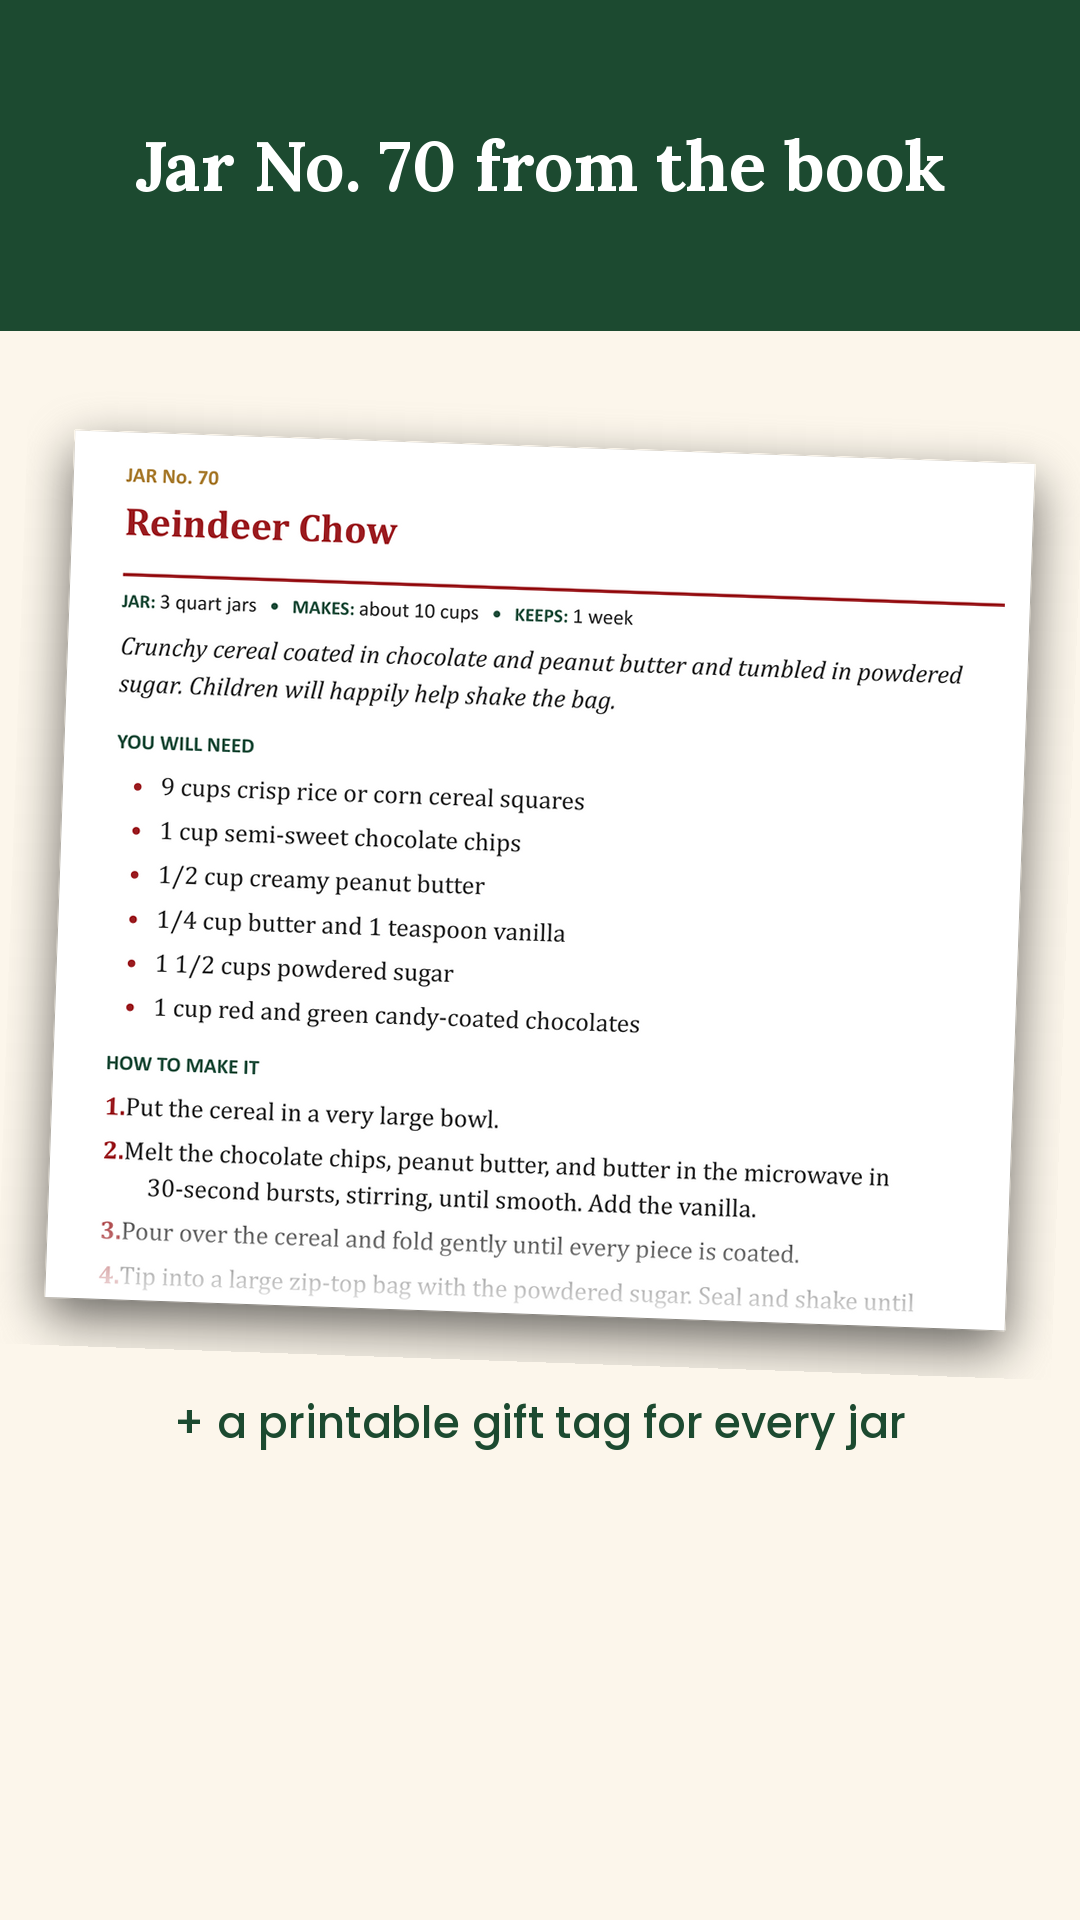 Jar No. 70 from the book
JAR No. 70
Reindeer Chow
JAR: 3 quart jars • MAKES: about 10 cups • KEEPS: 1 week
Crunchy cereal coated in chocolate and peanut butter and tumbled in powdered
sugar. Children will happily help shake the bag.
YOU WILL NEED
• 9 cups crisp rice or corn cereal squares
• 1 cup semi-sweet chocolate chips
• 1/2 cup creamy peanut butter
• 1/4 cup butter and 1 teaspoon vanilla
• 1 1/2 cups powdered sugar
• 1 cup red and green candy-coated chocolates
HOW TO MAKE IT
1.Put the cereal in a very large bowl.
2.Melt the chocolate chips, peanut butter, and butter in the microwave in
30-second bursts, stirring, until smooth. Add the vanilla.
3.Pour over the cereal and fold gently until every piece is coated.
4.Tip into a large zip-top bag with the powdered sugar. Seal and shake until
+ a printable gift tag for every jar